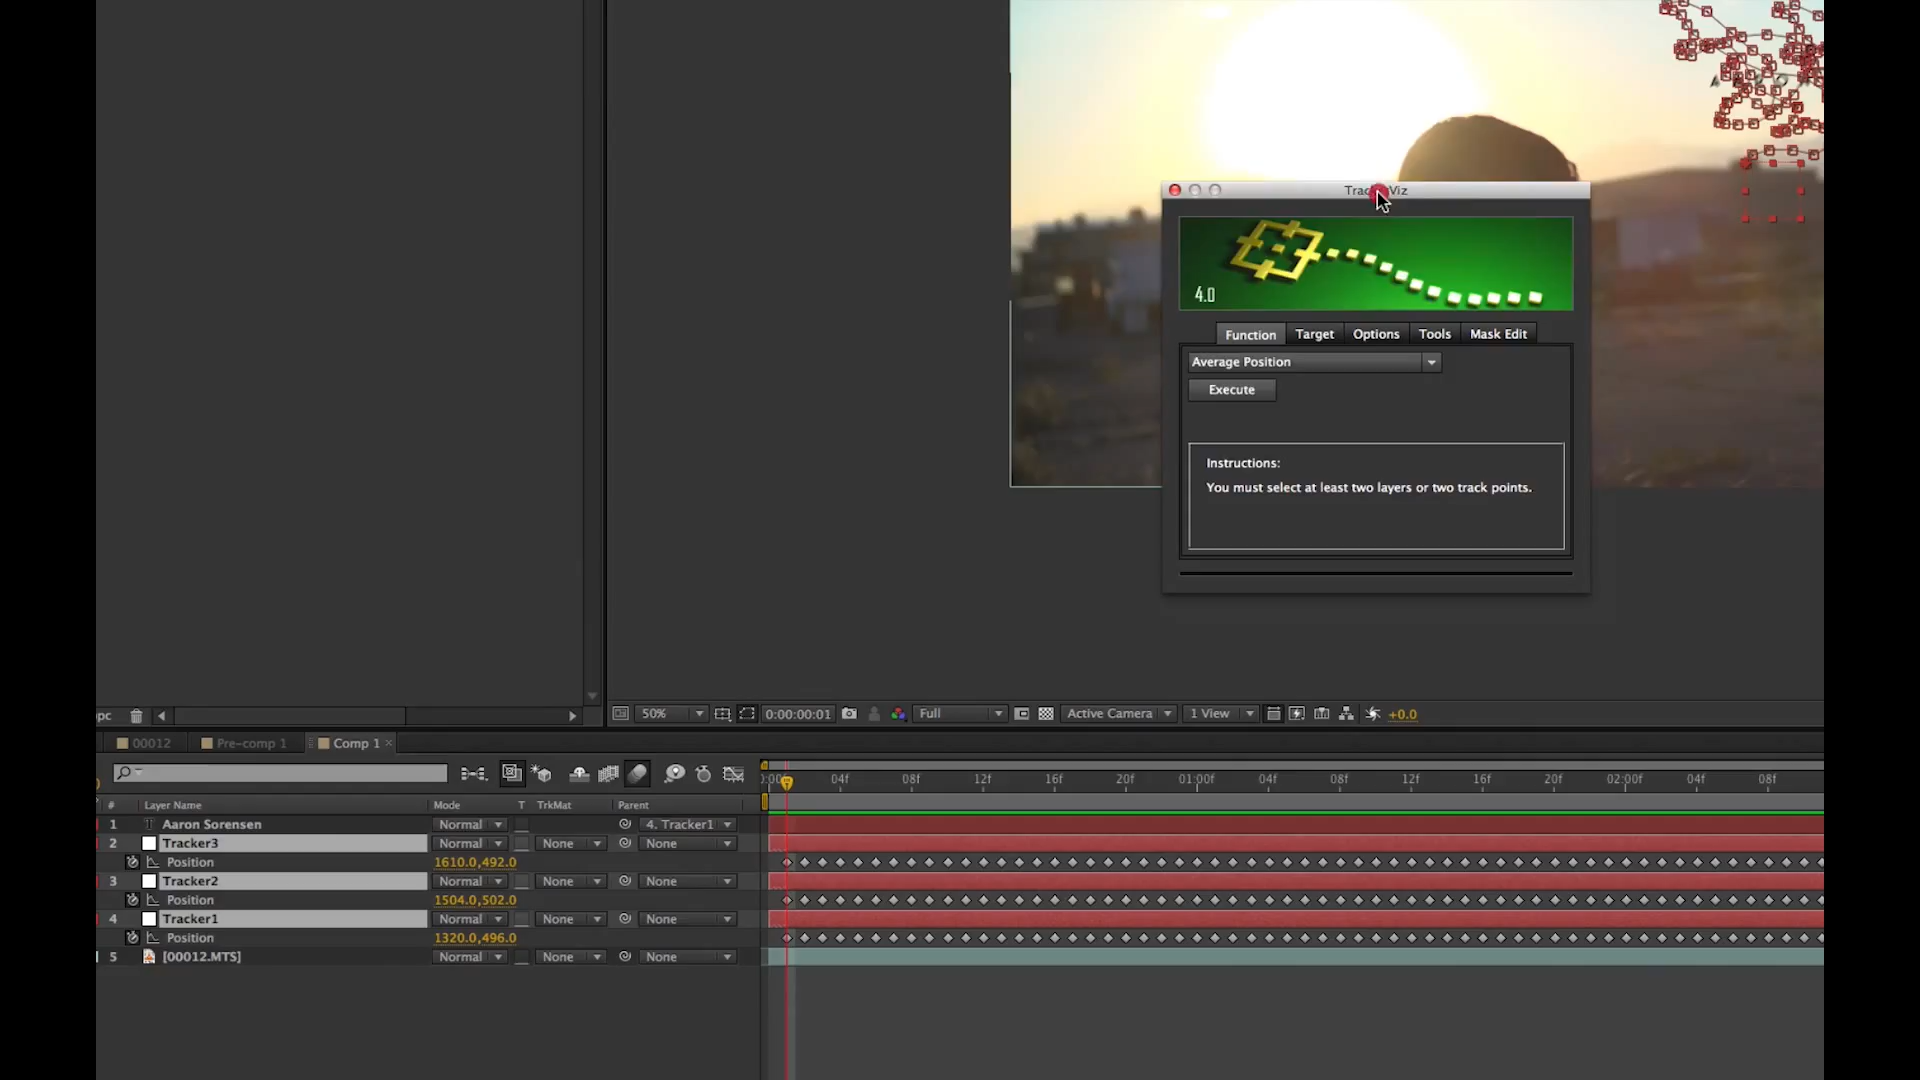 4.0
Function Target Options Tools Mask Edit
Average Position
Execute
Instructions:
You must select at least two layers or two track points.
pc
50% 0:00:00:01 Full Active Camera 1 View +0.0
00012 Pre-comp 1 Comp 1 ×
04f 08f 12f 16f 20f 01:00f 04f 08f 12f 16f 20f 02:00f 04f 08f
# Layer Name Mode T TrkMat Parent
1 T Aaron Sorensen Normal 4. Tracker1
2 Tracker3 Normal None None
Position 1610.0,492.0
3 Tracker2 Normal None None
Position 1504.0,502.0
4 Tracker1 Normal None None
Position 1320.0,496.0
5 [00012.MTS] Normal None None